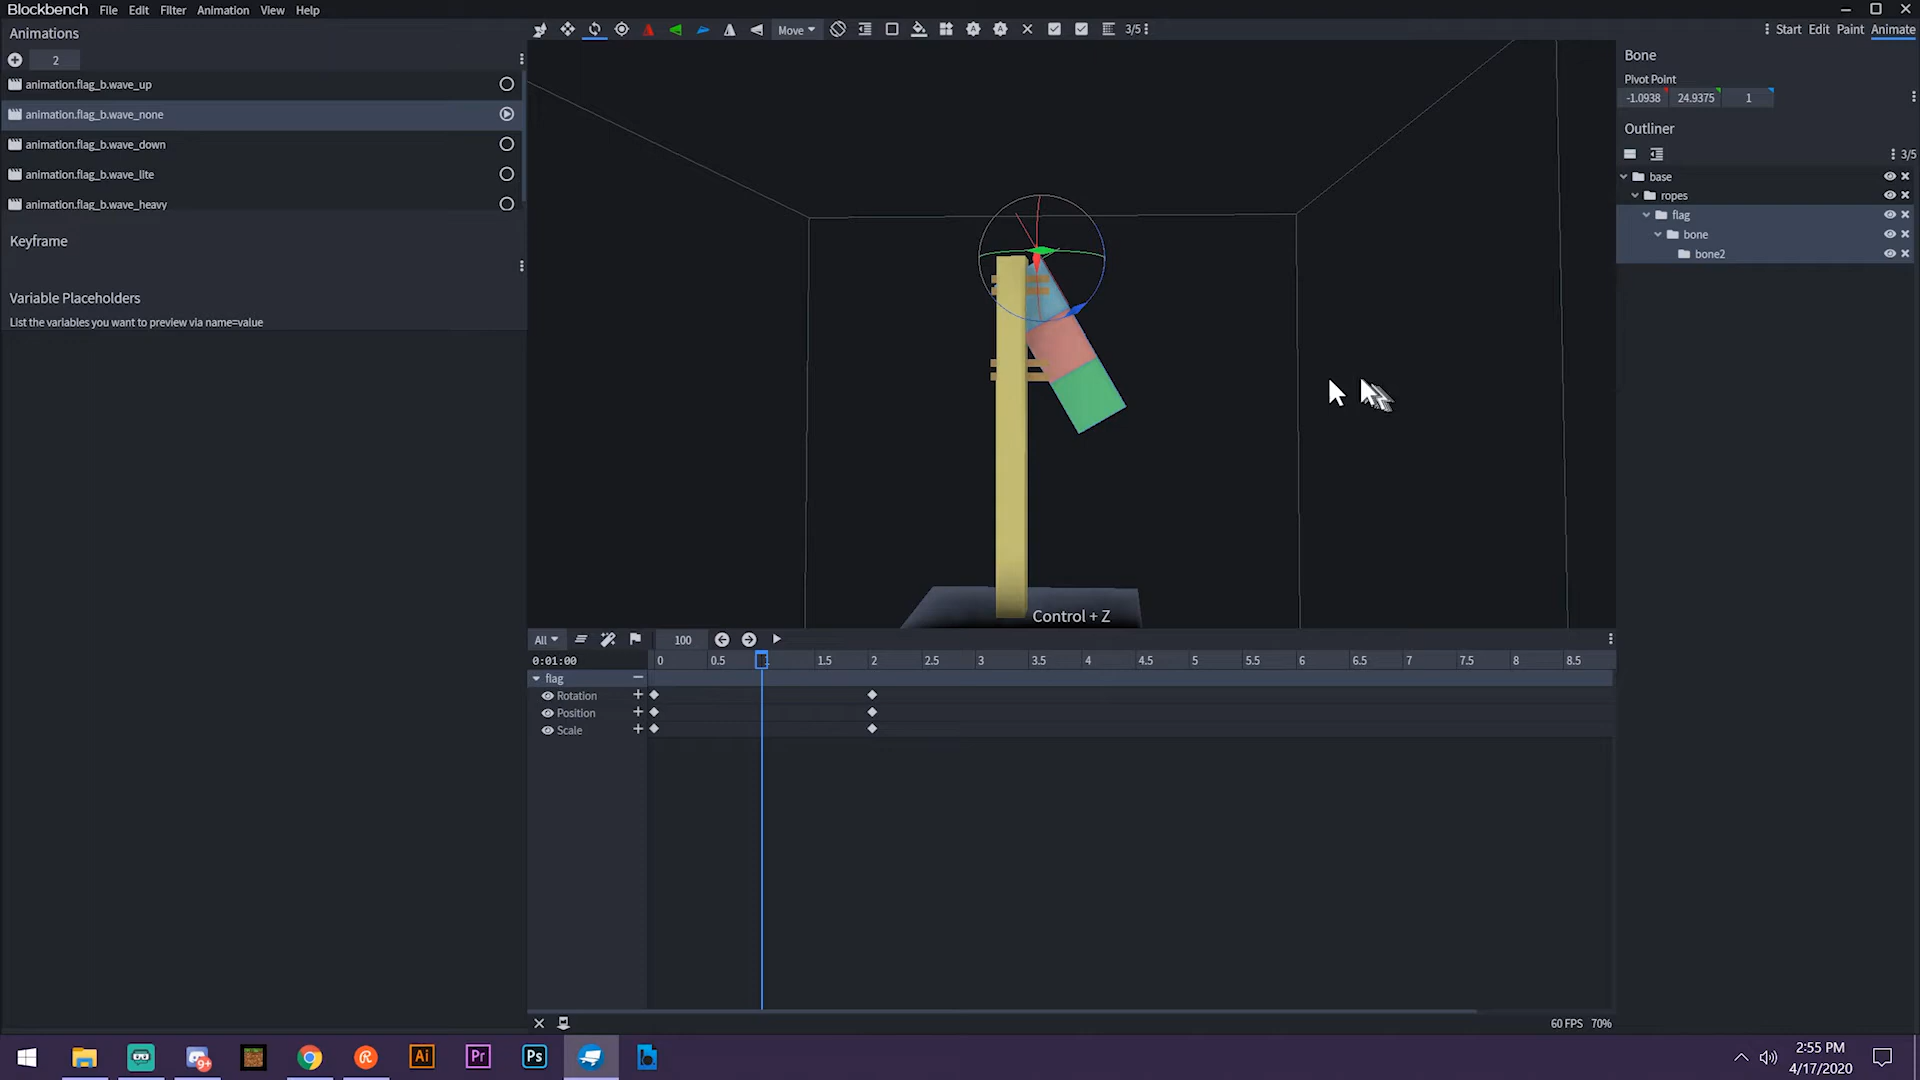 Blockbench File Edit Filter Animation View Help
Animations
2
animation.flag_b.wave_up
animation.flag_b.wave_none
animation.flag_b.wave_down
animation.flag_b.wave_lite
animation.flag_b.wave_heavy
Keyframe
Variable Placeholders
List the variables you want to preview via name=value
Move
3/5
Start Edit Paint Animate
Bone
Pivot Point
-1.0938 24.9375 1
Outliner
3/5
base
ropes
flag
bone
bone2
Control + Z
All
100
0:01:00
0 0.5 1 1.5 2 2.5 3 3.5 4 4.5 5 5.5 6 6.5 7 7.5 8 8.5
flag
Rotation
Position
Scale
60 FPS 70%
9+
Ai Pr Ps
2:55 PM
4/17/2020